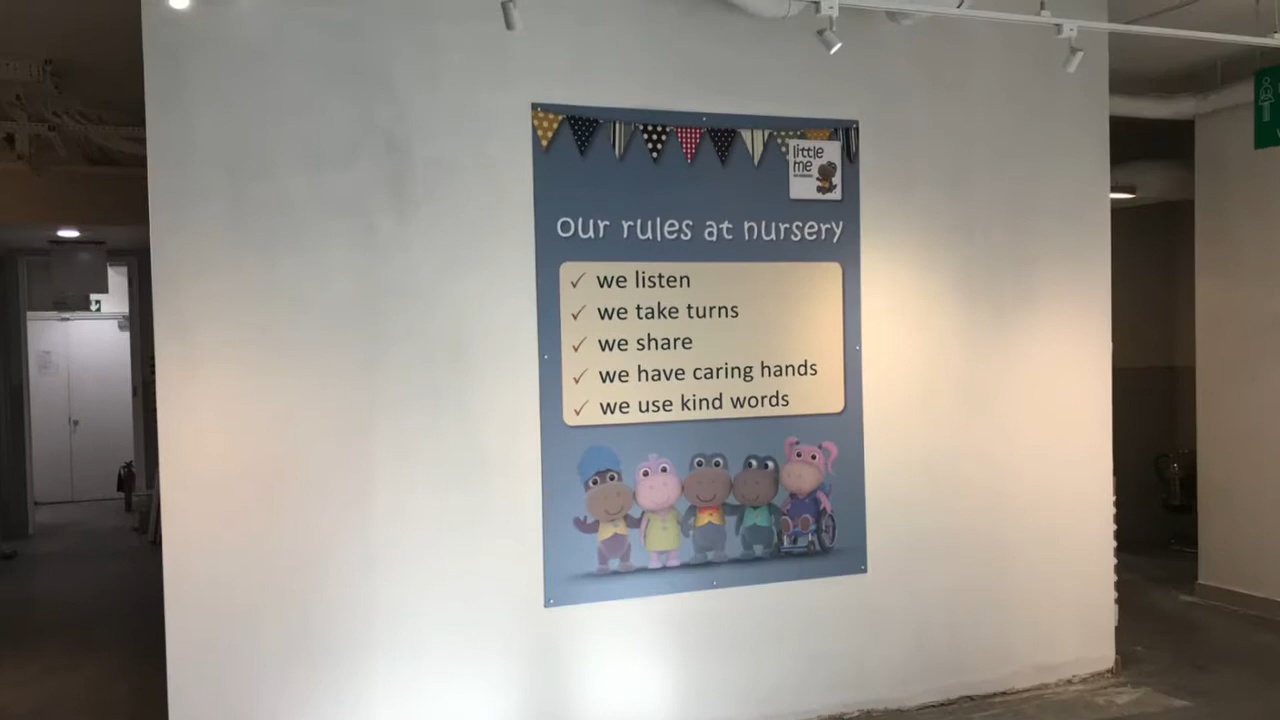 little
me
our rules at nursery
✓ we listen
✓ we take turns
✓ we share
✓ we have caring hands
✓ we use kind words